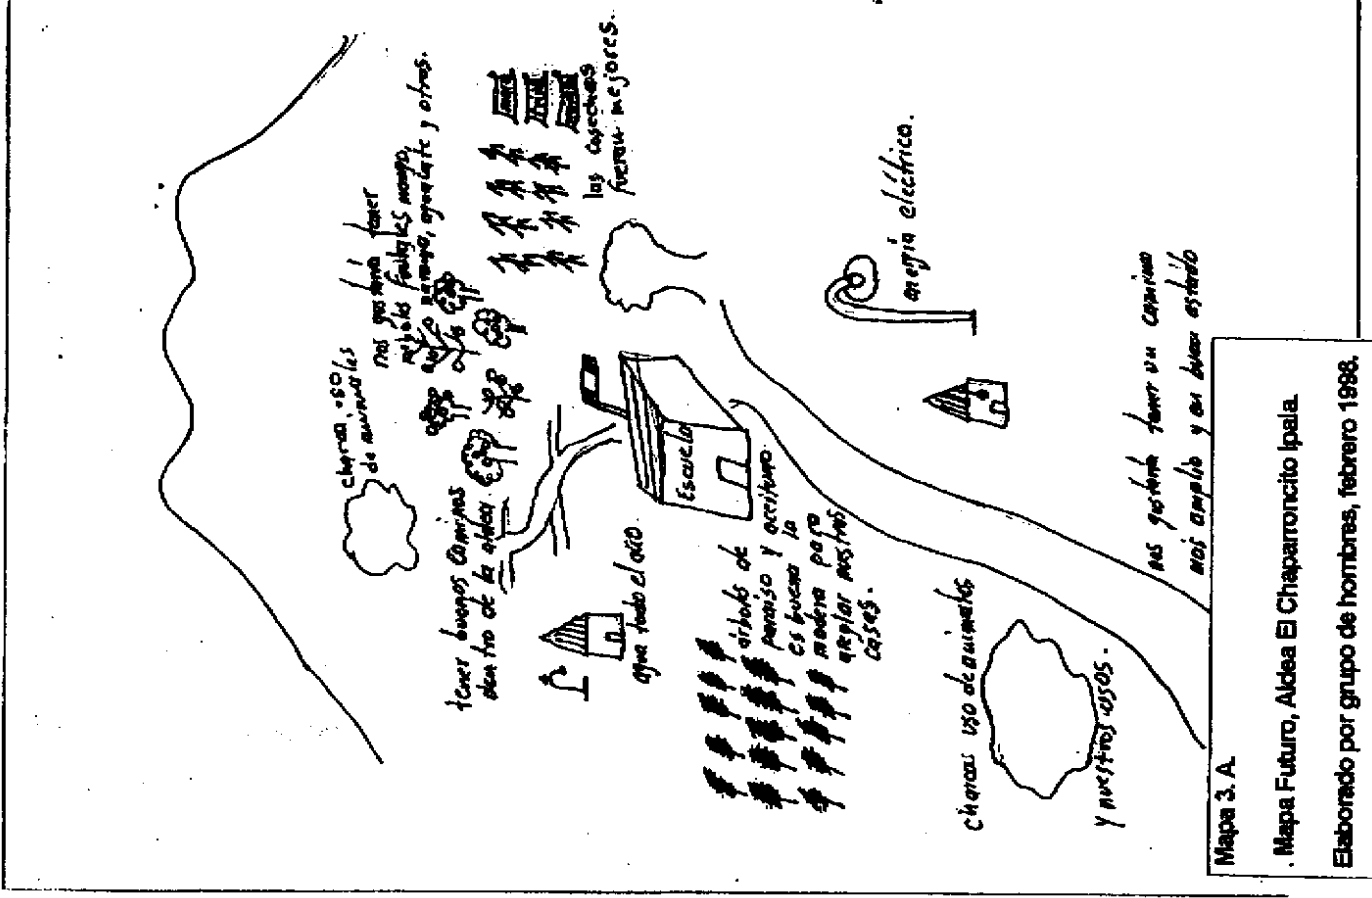 charca, uso
de animales
nos gustaría tener
árboles frutales mango,
naranja, aguacate y otros.
las cosechas
fueran mejores.
tener buenos caminos
dentro de la aldea
Escuela
agua todo el año
árboles de
paraíso y aceituno
es buena la
madera para
arreglar nuestras
casas.
energía eléctrica.
charcas uso de animales
y nuestros usos.
nos gustaría tener un camino
más amplio y en buen estado
Mapa 3. A.
. Mapa Futuro, Aldea El Chaparroncito Ipala.
Elaborado por grupo de hombres, febrero 1998.